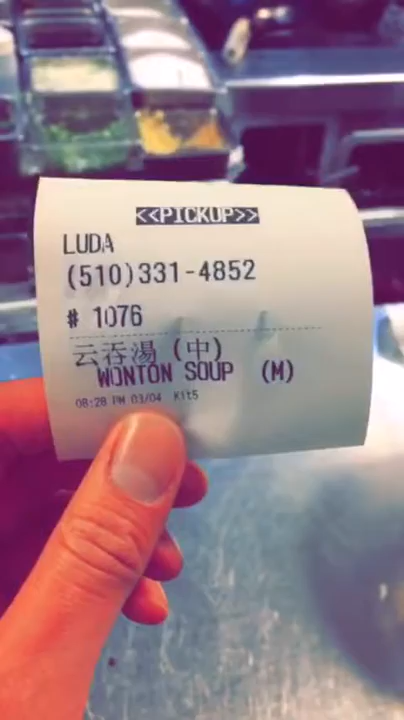 <<PICKUP>>
LUDA
(510)331-4852
# 1076
云吞湯 (中)
WONTON SOUP (M)
08:28 PM 03/04 Kit5